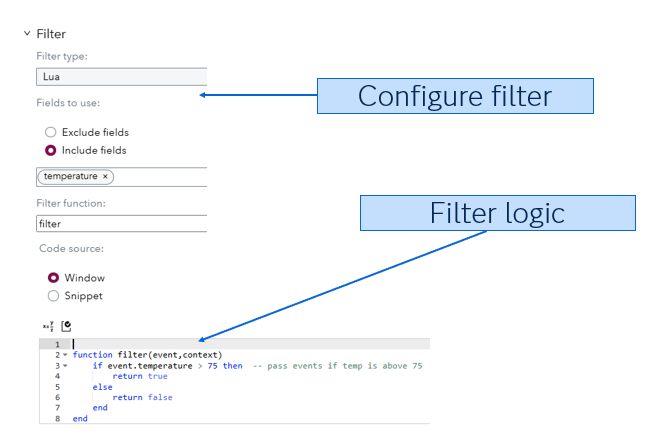 Filter
Filter type:
Lua
Configure filter
Fields to use:
Exclude fields
Include fields
temperature ×
Filter function:
Filter logic
filter
Code source:
Window
Snippet
1
2 function filter(event,context)
3 if event.temperature > 75 then -- pass events if temp is above 75
4 return true
5 else
6 return false
7 end
8 end